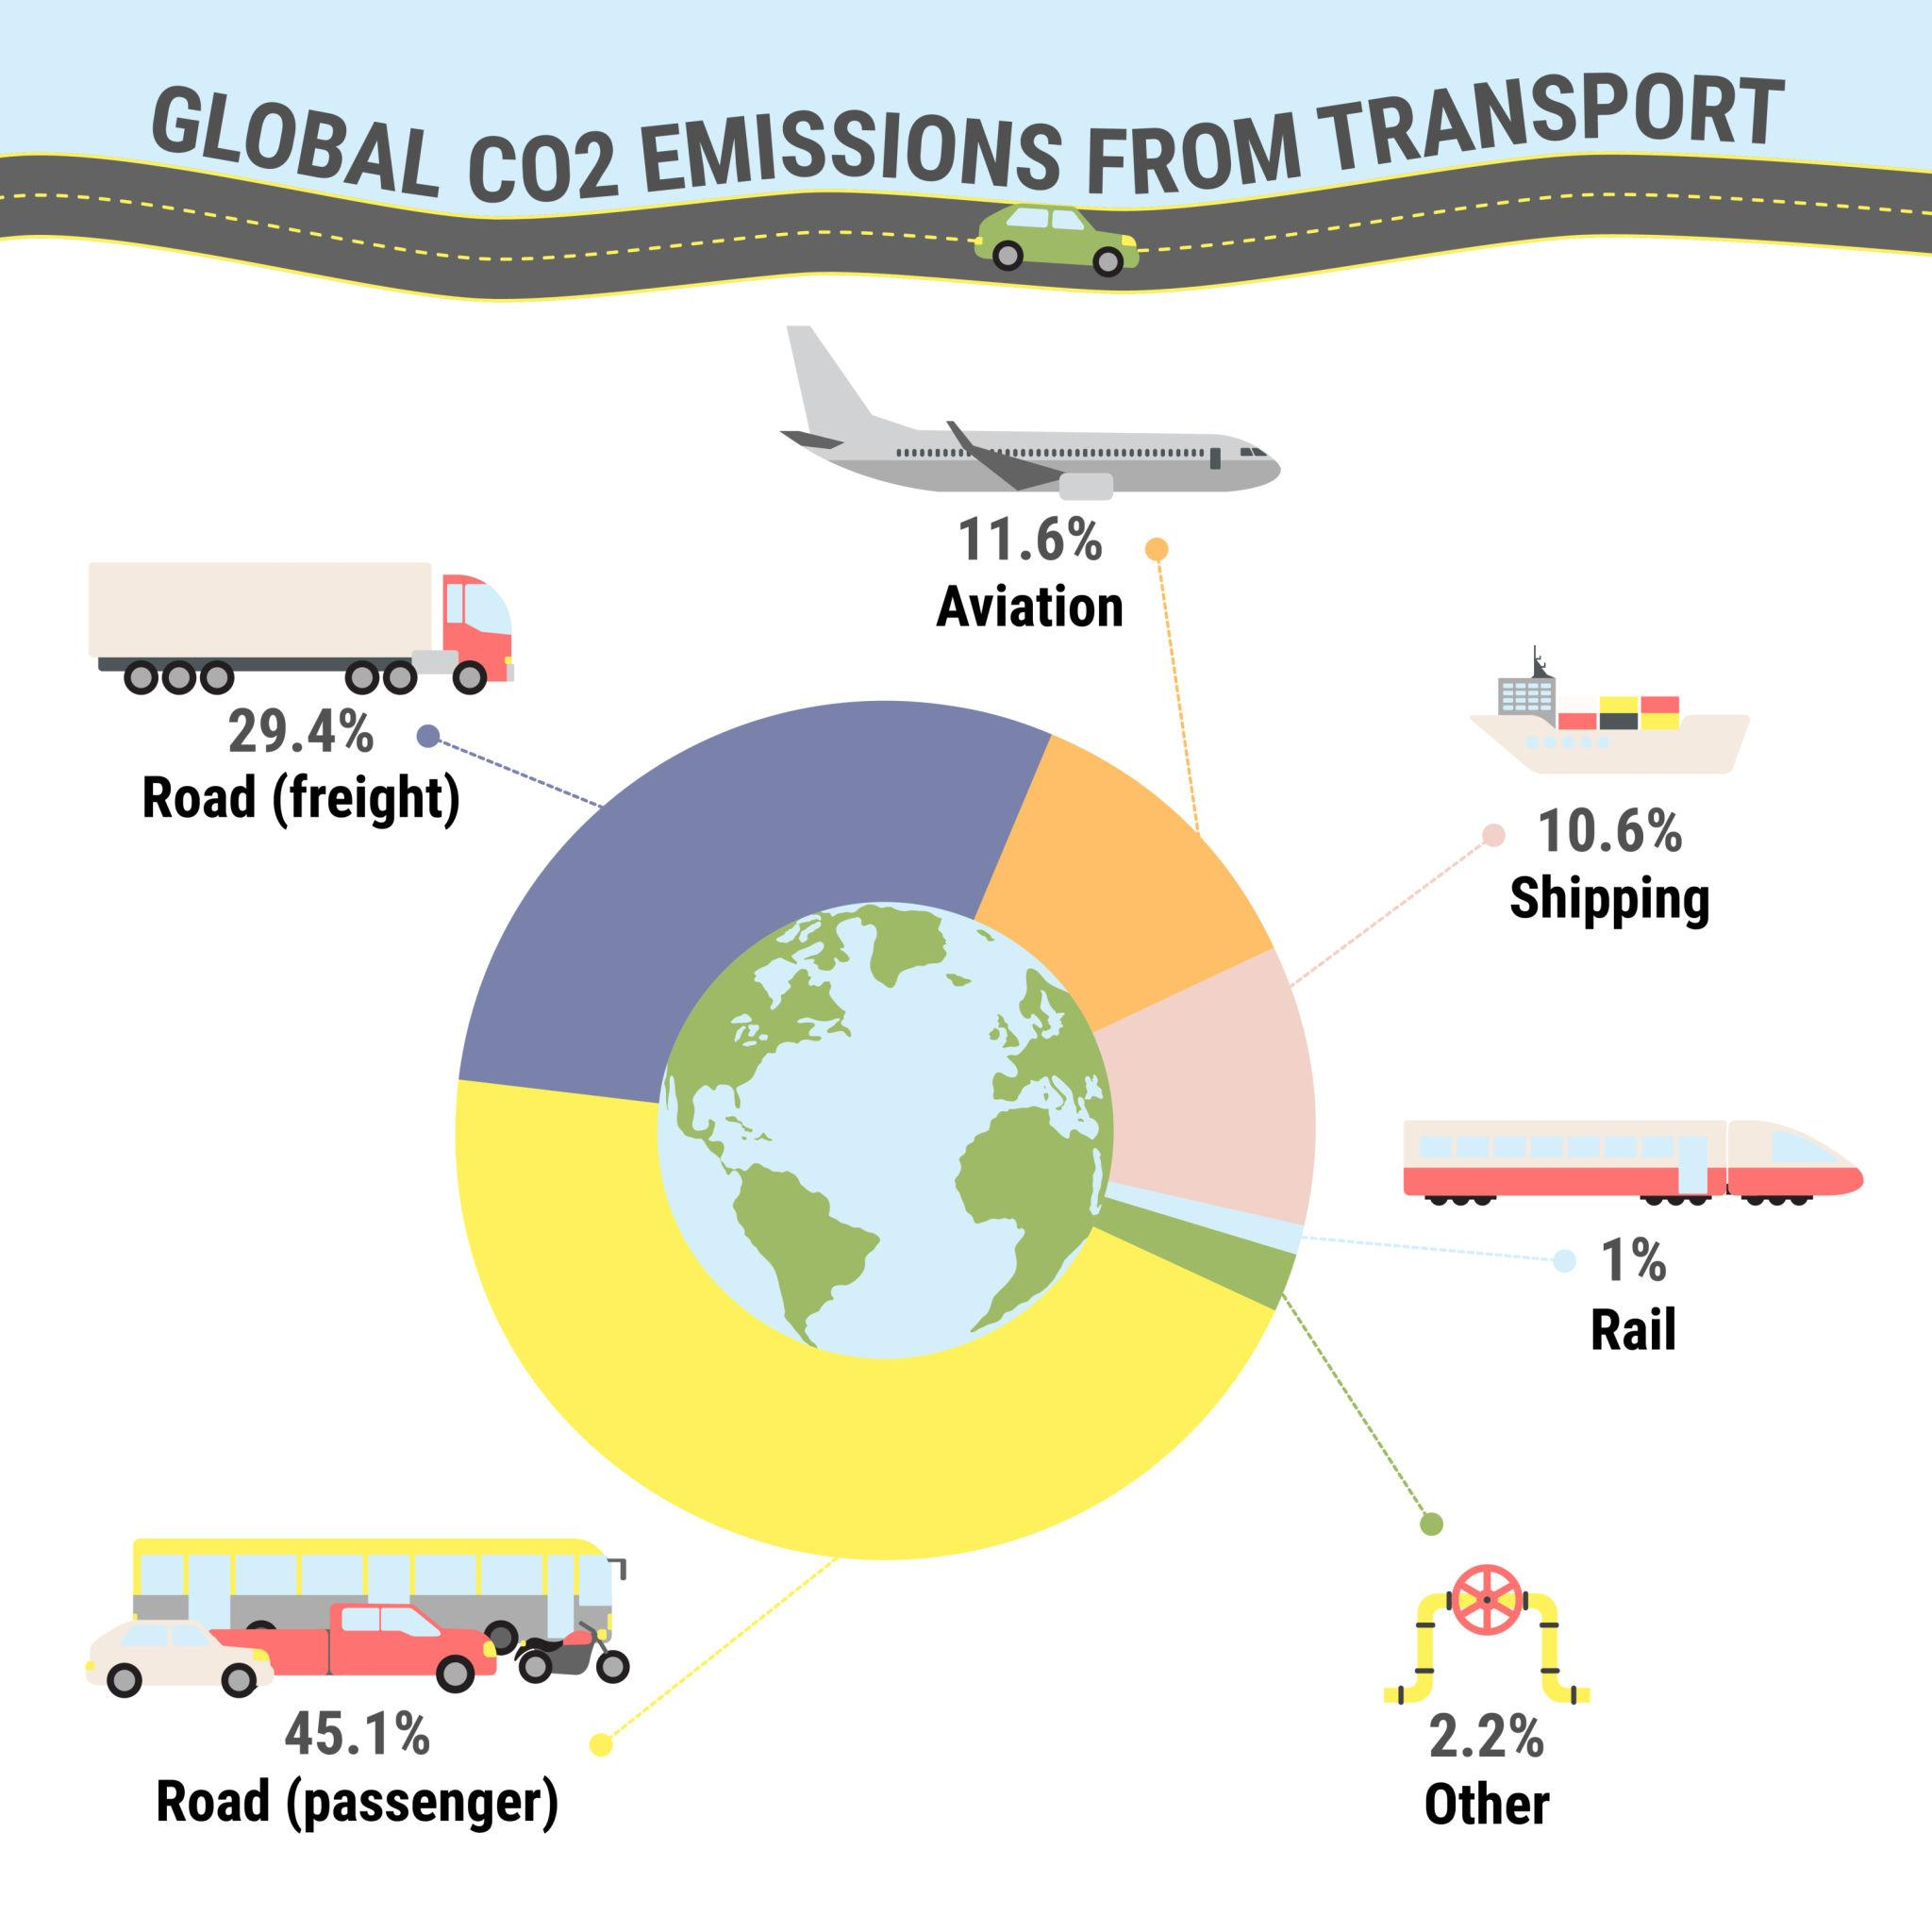 GLOBAL CO2 EMISSIONS FROM TRANSPORT
11.6%
Aviation
29.4%
Road (freight)
10.6%
Shipping
1%
Rail
45.1%
Road (passenger)
2.2%
Other